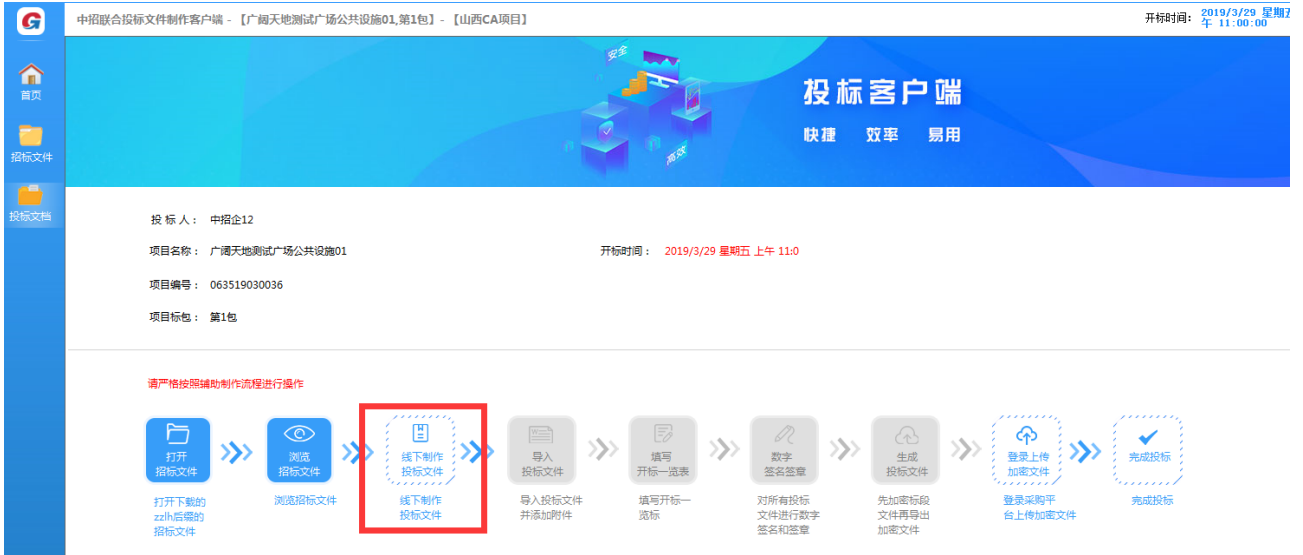 中招联合投标文件制作客户端 - 【广阔天地测试广场公共设施01,第1包】 - 【山西CA项目】
开标时间: 2019/3/29 星期五
午 11:00:00
G
首页
招标文件
投标文档
安全
高效
投标客户端
快捷 效率 易用
投 标 人： 中招企12
项目名称： 广阔天地测试广场公共设施01
开标时间： 2019/3/29 星期五 上午 11:0
项目编号： 063519030036
项目标包： 第1包
请严格按照辅助制作流程进行操作
打开
招标文件
浏览
招标文件
线下制作
投标文件
导入
投标文件
填写
开标一览表
数字
签名签章
生成
投标文件
登录上传
加密文件
完成投标
打开下载的
zzlh后缀的
招标文件
浏览招标文件
线下制作
投标文件
导入投标文件
并添加附件
填写开标一
览标
对所有投标
文件进行数字
签名和签章
先加密标段
文件再导出
加密文件
登录采购平
台上传加密文件
完成投标